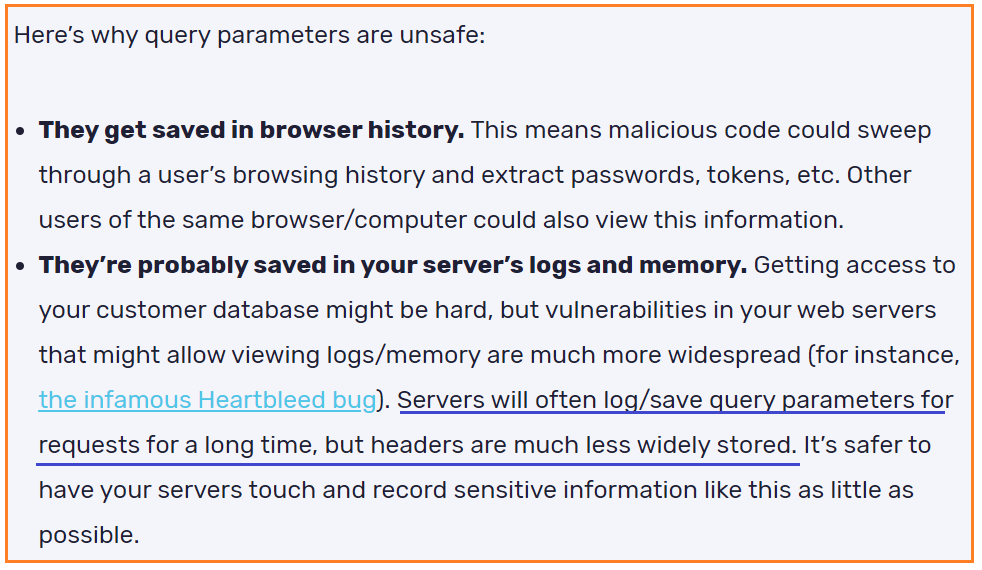 Here’s why query parameters are unsafe:
• They get saved in browser history. This means malicious code could sweep
through a user’s browsing history and extract passwords, tokens, etc. Other
users of the same browser/computer could also view this information.
• They’re probably saved in your server’s logs and memory. Getting access to
your customer database might be hard, but vulnerabilities in your web servers
that might allow viewing logs/memory are much more widespread (for instance,
the infamous Heartbleed bug). Servers will often log/save query parameters for
requests for a long time, but headers are much less widely stored. It’s safer to
have your servers touch and record sensitive information like this as little as
possible.